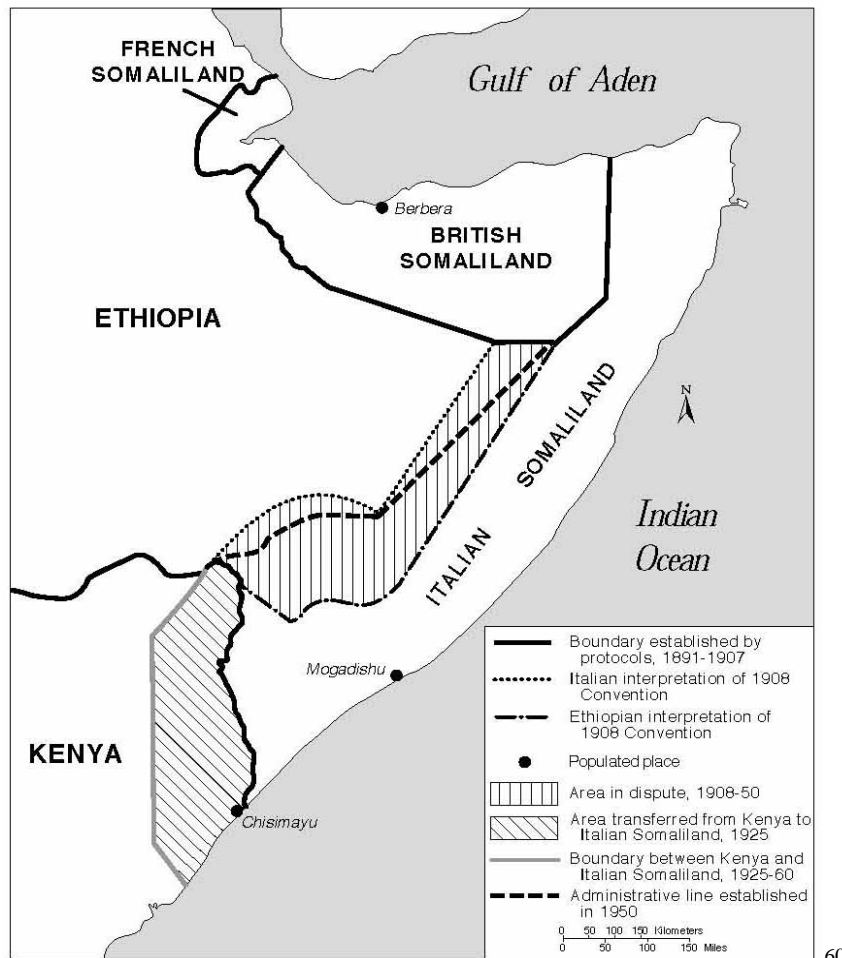 FRENCH
SOMALILAND
Gulf of Aden
Berbera
BRITISH
SOMALILAND
ETHIOPIA
N
ITALIAN SOMALILAND
Indian
Ocean
Mogadishu
KENYA
Chisimayu
Boundary established by
protocols, 1891-1907
Italian interpretation of 1908
Convention
Ethiopian interpretation of
1908 Convention
Populated place
Area in dispute, 1908-50
Area transferred from Kenya to
Italian Somaliland, 1925
Boundary between Kenya and
Italian Somaliland, 1925-60
Administrative line established
in 1950
0 50 100 150 Kilometers
0 50 100 150 Miles